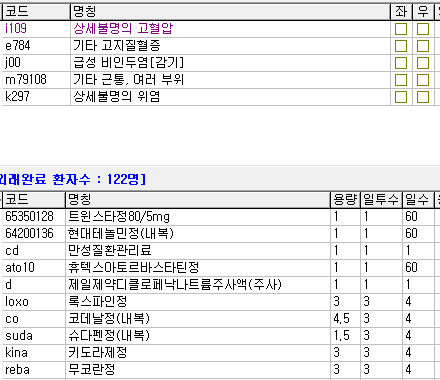 코드 명칭 좌 우
i109 상세불명의 고혈압
e784 기타 고지질혈증
j00 급성 비인두염[감기]
m79108 기타 근통, 여러 부위
k297 상세불명의 위염
외래완료 환자수 : 122명]
코드 명칭 용량 일투수 일수
65350128 트윈스타정80/5mg 1 1 60
64200136 현대테놀민정(내복) 1 1 60
cd 만성질환관리료 1 1 1
ato10 휴텍스아토르바스타틴정 1 1 60
d 제일제약디클로페낙나트륨주사액(주사) 1 1 1
loxo 록스파인정 3 3 4
co 코데날정(내복) 4,5 3 4
suda 슈다펜정(내복) 1,5 3 4
kina 키도라제정 3 3 4
reba 무코란정 3 3 4